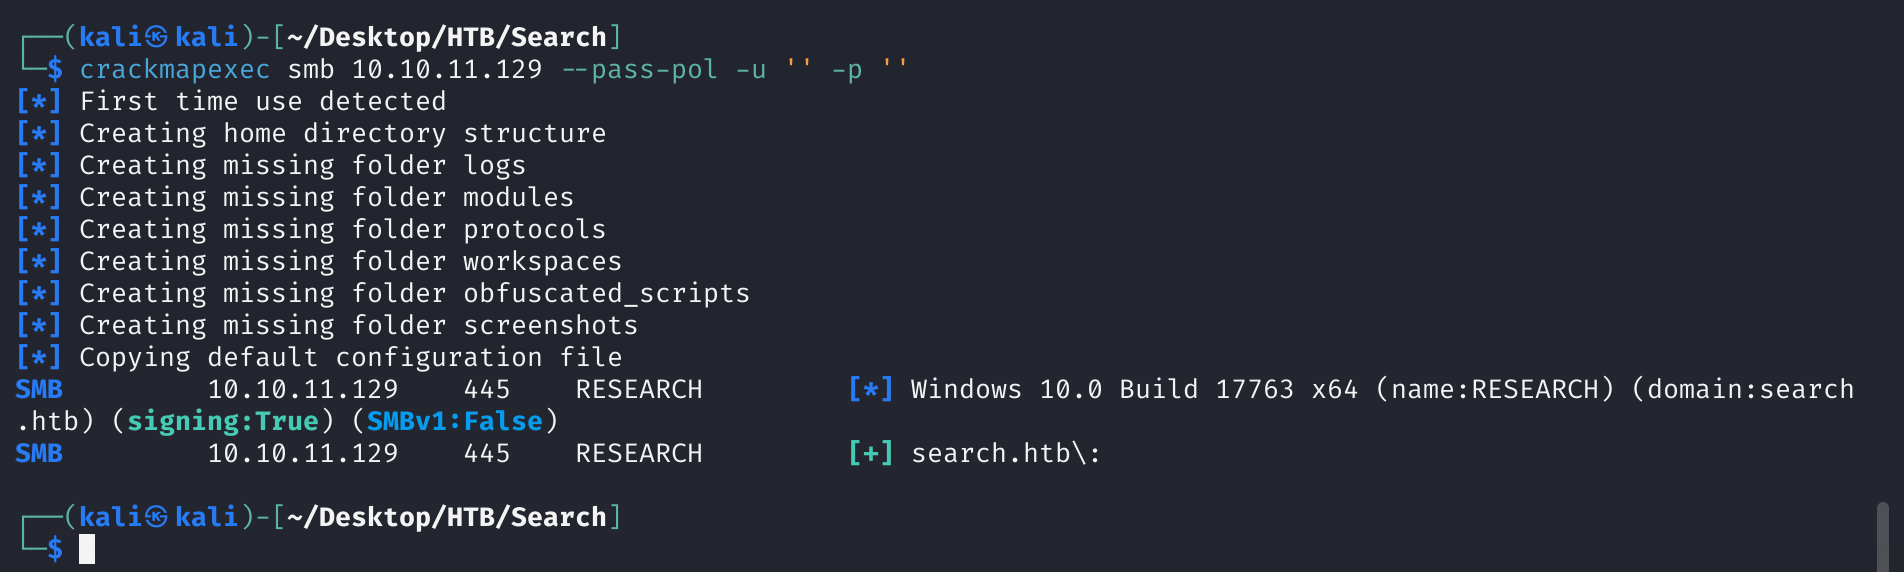 ┌──(kali㉿kali)-[~/Desktop/HTB/Search]
└─$ crackmapexec smb 10.10.11.129 --pass-pol -u '' -p ''
[*] First time use detected
[*] Creating home directory structure
[*] Creating missing folder logs
[*] Creating missing folder modules
[*] Creating missing folder protocols
[*] Creating missing folder workspaces
[*] Creating missing folder obfuscated_scripts
[*] Creating missing folder screenshots
[*] Copying default configuration file
SMB         10.10.11.129    445    RESEARCH         [*] Windows 10.0 Build 17763 x64 (name:RESEARCH) (domain:search
.htb) (signing:True) (SMBv1:False)
SMB         10.10.11.129    445    RESEARCH         [+] search.htb\:
┌──(kali㉿kali)-[~/Desktop/HTB/Search]
└─$